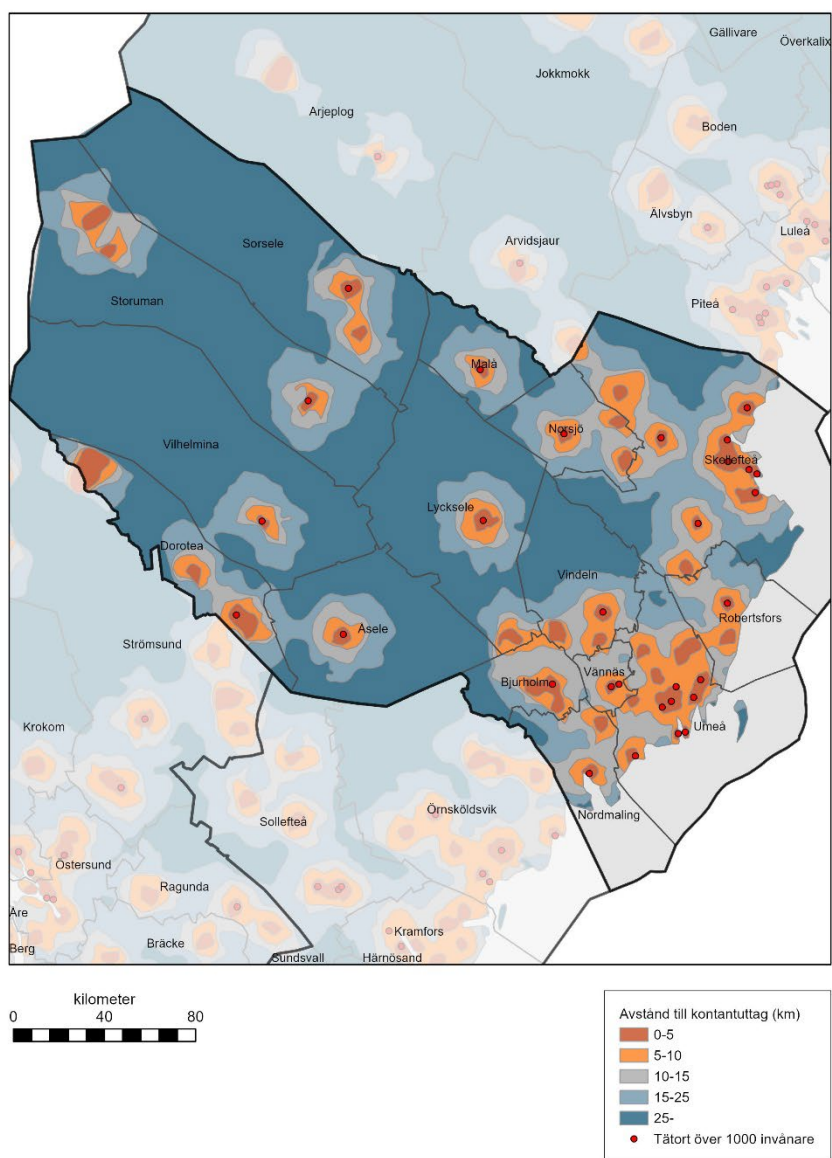 Gällivare
Överkalix
Jokkmokk
Arjeplog
Boden
Älvsbyn
Luleå
Arvidsjaur
Sorsele
Piteå
Storuman
Malå
Norsjö
Vilhelmina
Skellefteå
Lycksele
Dorotea
Vindeln
Robertsfors
Åsele
Strömsund
Vännäs
Bjurholm
Umeå
Krokom
Örnsköldsvik
Nordmaling
Sollefteå
Östersund
Ragunda
Åre
Kramfors
Berg
Bräcke
Sundsvall
Härnösand
kilometer
0 40 80
Avstånd till kontantuttag (km)
0-5
5-10
10-15
15-25
25-
Tätort över 1000 invånare